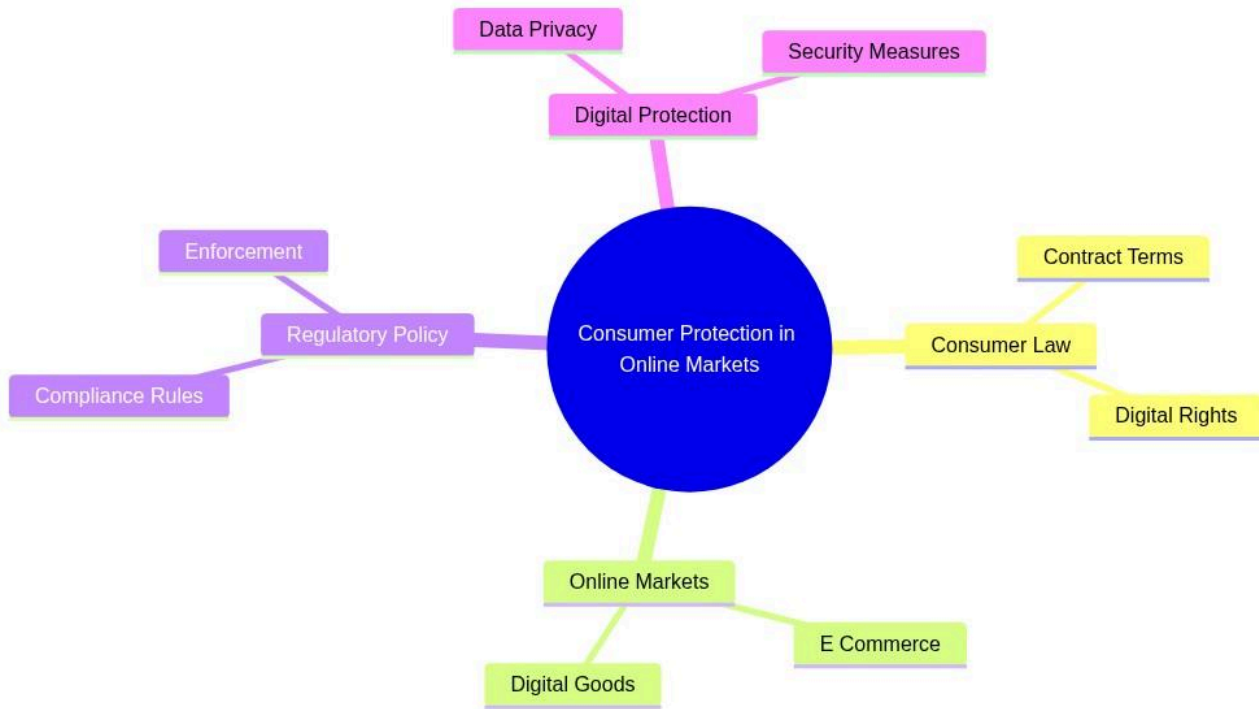 Data Privacy
Security Measures
Digital Protection
Enforcement
Contract Terms
Regulatory Policy
Consumer Protection in
Online Markets
Consumer Law
Compliance Rules
Digital Rights
Online Markets
E Commerce
Digital Goods